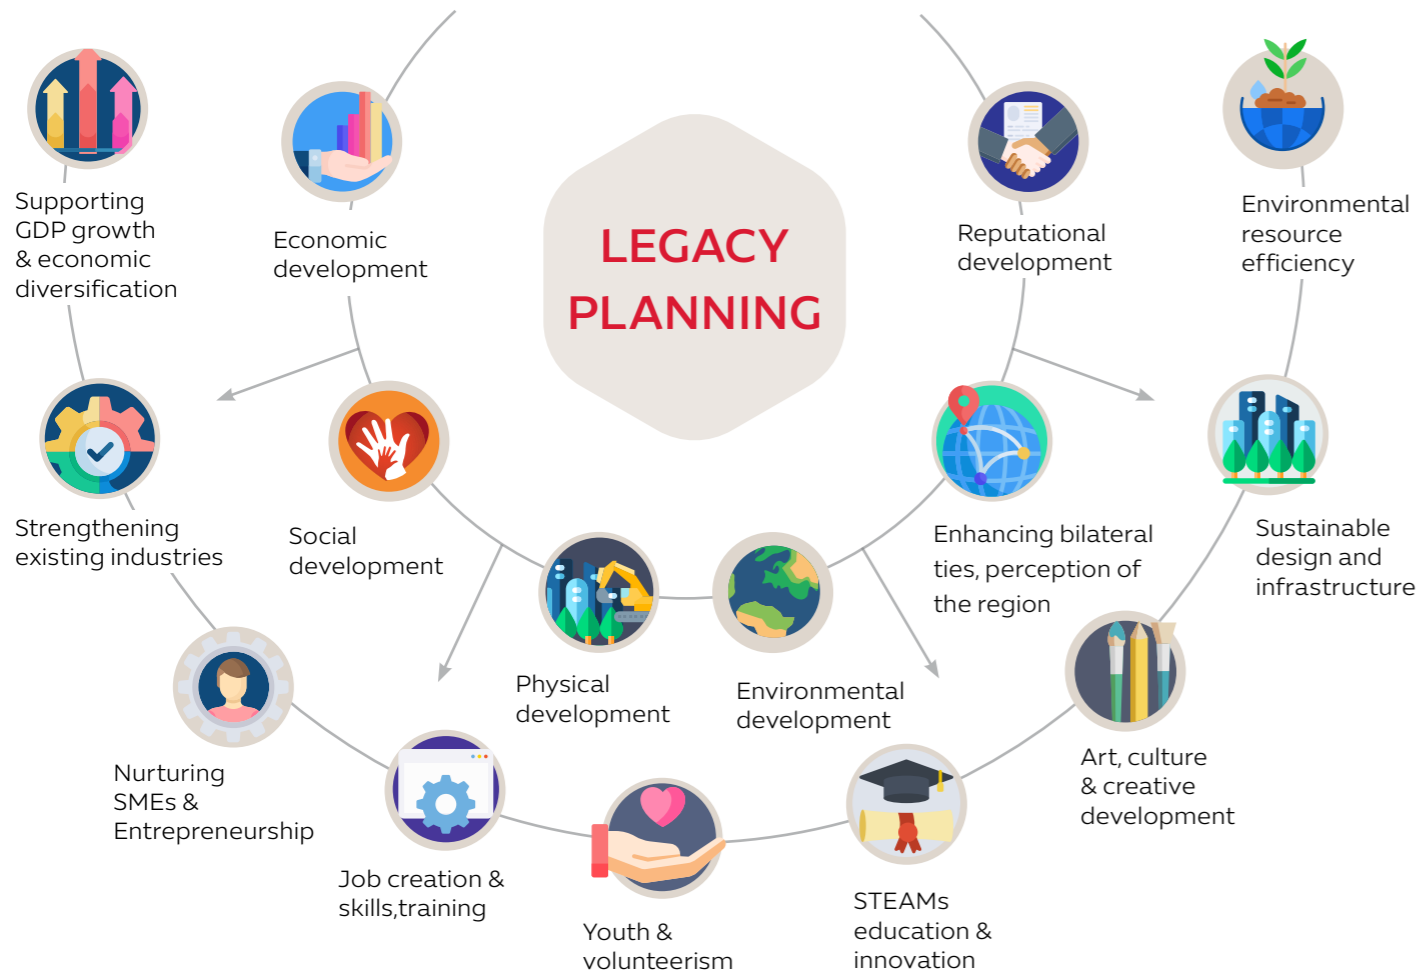 LEGACY
PLANNING
Supporting
GDP growth
& economic
diversification
Economic
development
Reputational
development
Environmental
resource
efficiency
Strengthening
existing industries
Social
development
Enhancing bilateral
ties, perception of
the region
Sustainable
design and
infrastructure
Physical
development
Environmental
development
Nurturing
SMEs &
Entrepreneurship
Job creation &
skills,training
Youth &
volunteerism
STEAMs
education &
innovation
Art, culture
& creative
development